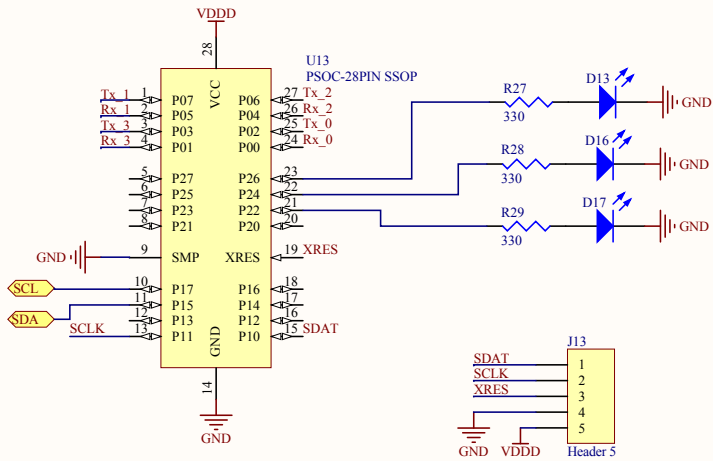 VDDD
28
U13
PSOC-28PIN SSOP
VCC
Tx_1 1 P07 P06 27 Tx_2
Rx_1 2 P05 P04 26 Rx_2
Tx_3 3 P03 P02 25 Tx_0
Rx_3 4 P01 P00 24 Rx_0
5 P27 P26 23
6 P25 P24 22
7 P23 P22 21
8 P21 P20 20
GND 9 SMP XRES 19 XRES
SCL 10 P17 P16 18
SDA 11 P15 P14 17
12 P13 P12 16
SCLK 13 P11 P10 15 SDAT
GND
14
GND
R27
330
D13
GND
R28
330
D16
GND
R29
330
D17
GND
J13
SDAT 1
SCLK 2
XRES 3
4
5
GND
VDDD
Header 5